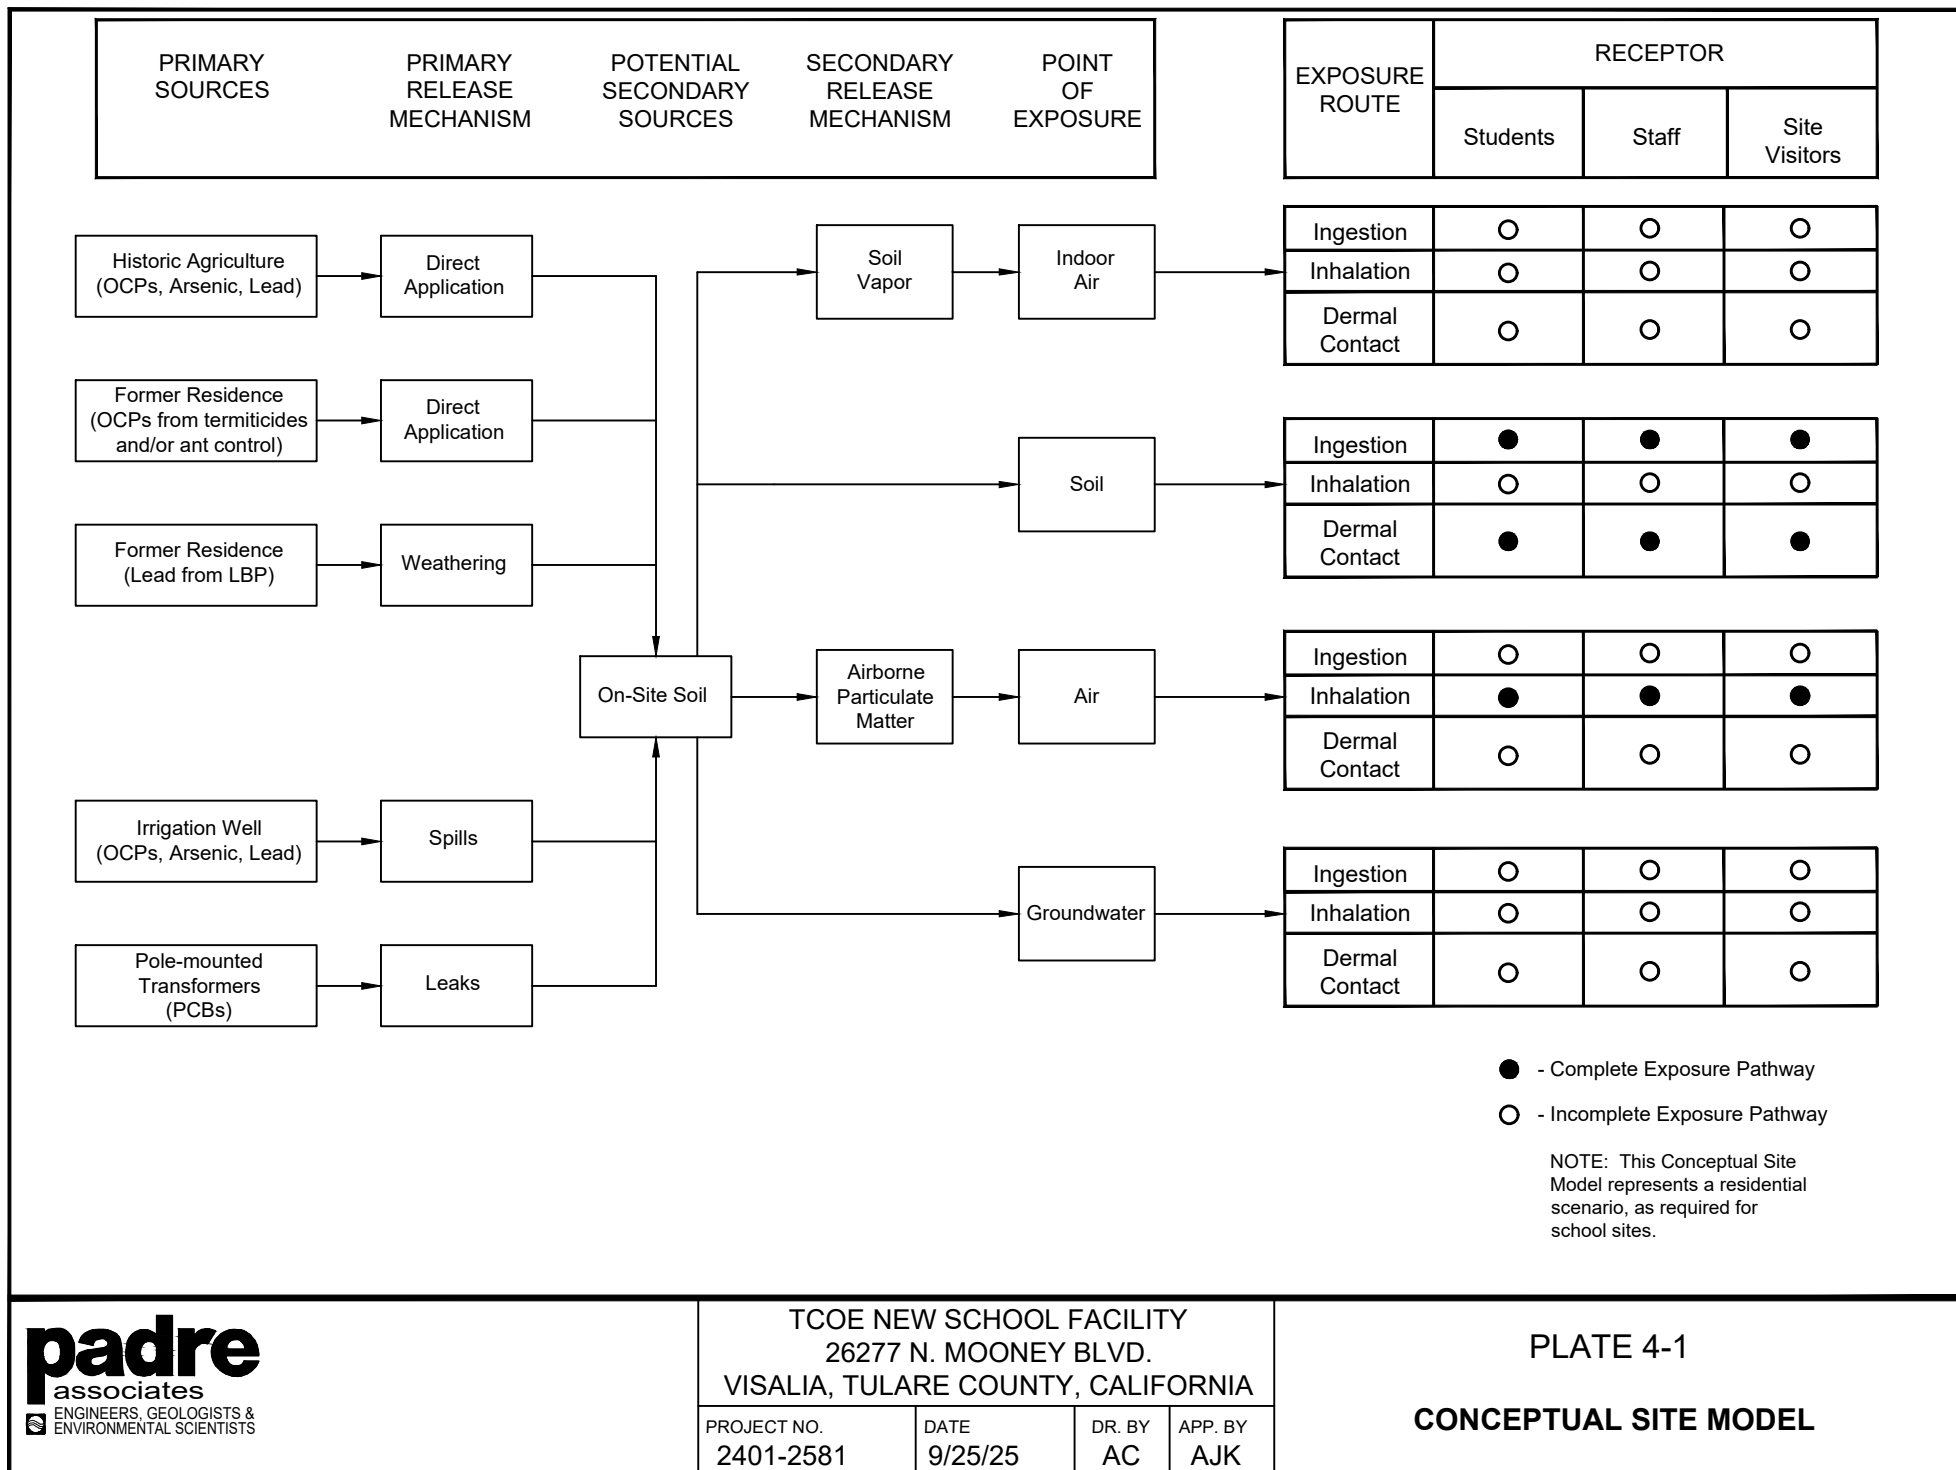 PRIMARY
SOURCES
PRIMARY
RELEASE
MECHANISM
POTENTIAL
SECONDARY
SOURCES
SECONDARY
RELEASE
MECHANISM
POINT
OF
EXPOSURE
EXPOSURE
ROUTE
RECEPTOR
Students
Staff
Site
Visitors
Historic Agriculture
(OCPs, Arsenic, Lead)
Direct
Application
Soil
Vapor
Indoor
Air
Ingestion
Inhalation
Dermal
Contact
Former Residence
(OCPs from termiticides
and/or ant control)
Direct
Application
Soil
Ingestion
Inhalation
Dermal
Contact
Former Residence
(Lead from LBP)
Weathering
On-Site Soil
Airborne
Particulate
Matter
Air
Ingestion
Inhalation
Dermal
Contact
Irrigation Well
(OCPs, Arsenic, Lead)
Spills
Groundwater
Ingestion
Inhalation
Dermal
Contact
Pole-mounted
Transformers
(PCBs)
Leaks
- Complete Exposure Pathway
- Incomplete Exposure Pathway
NOTE: This Conceptual Site
Model represents a residential
scenario, as required for
school sites.
padre
associates
ENGINEERS, GEOLOGISTS &
ENVIRONMENTAL SCIENTISTS
TCOE NEW SCHOOL FACILITY
26277 N. MOONEY BLVD.
VISALIA, TULARE COUNTY, CALIFORNIA
PROJECT NO.
2401-2581
DATE
9/25/25
DR. BY
AC
APP. BY
AJK
PLATE 4-1
CONCEPTUAL SITE MODEL